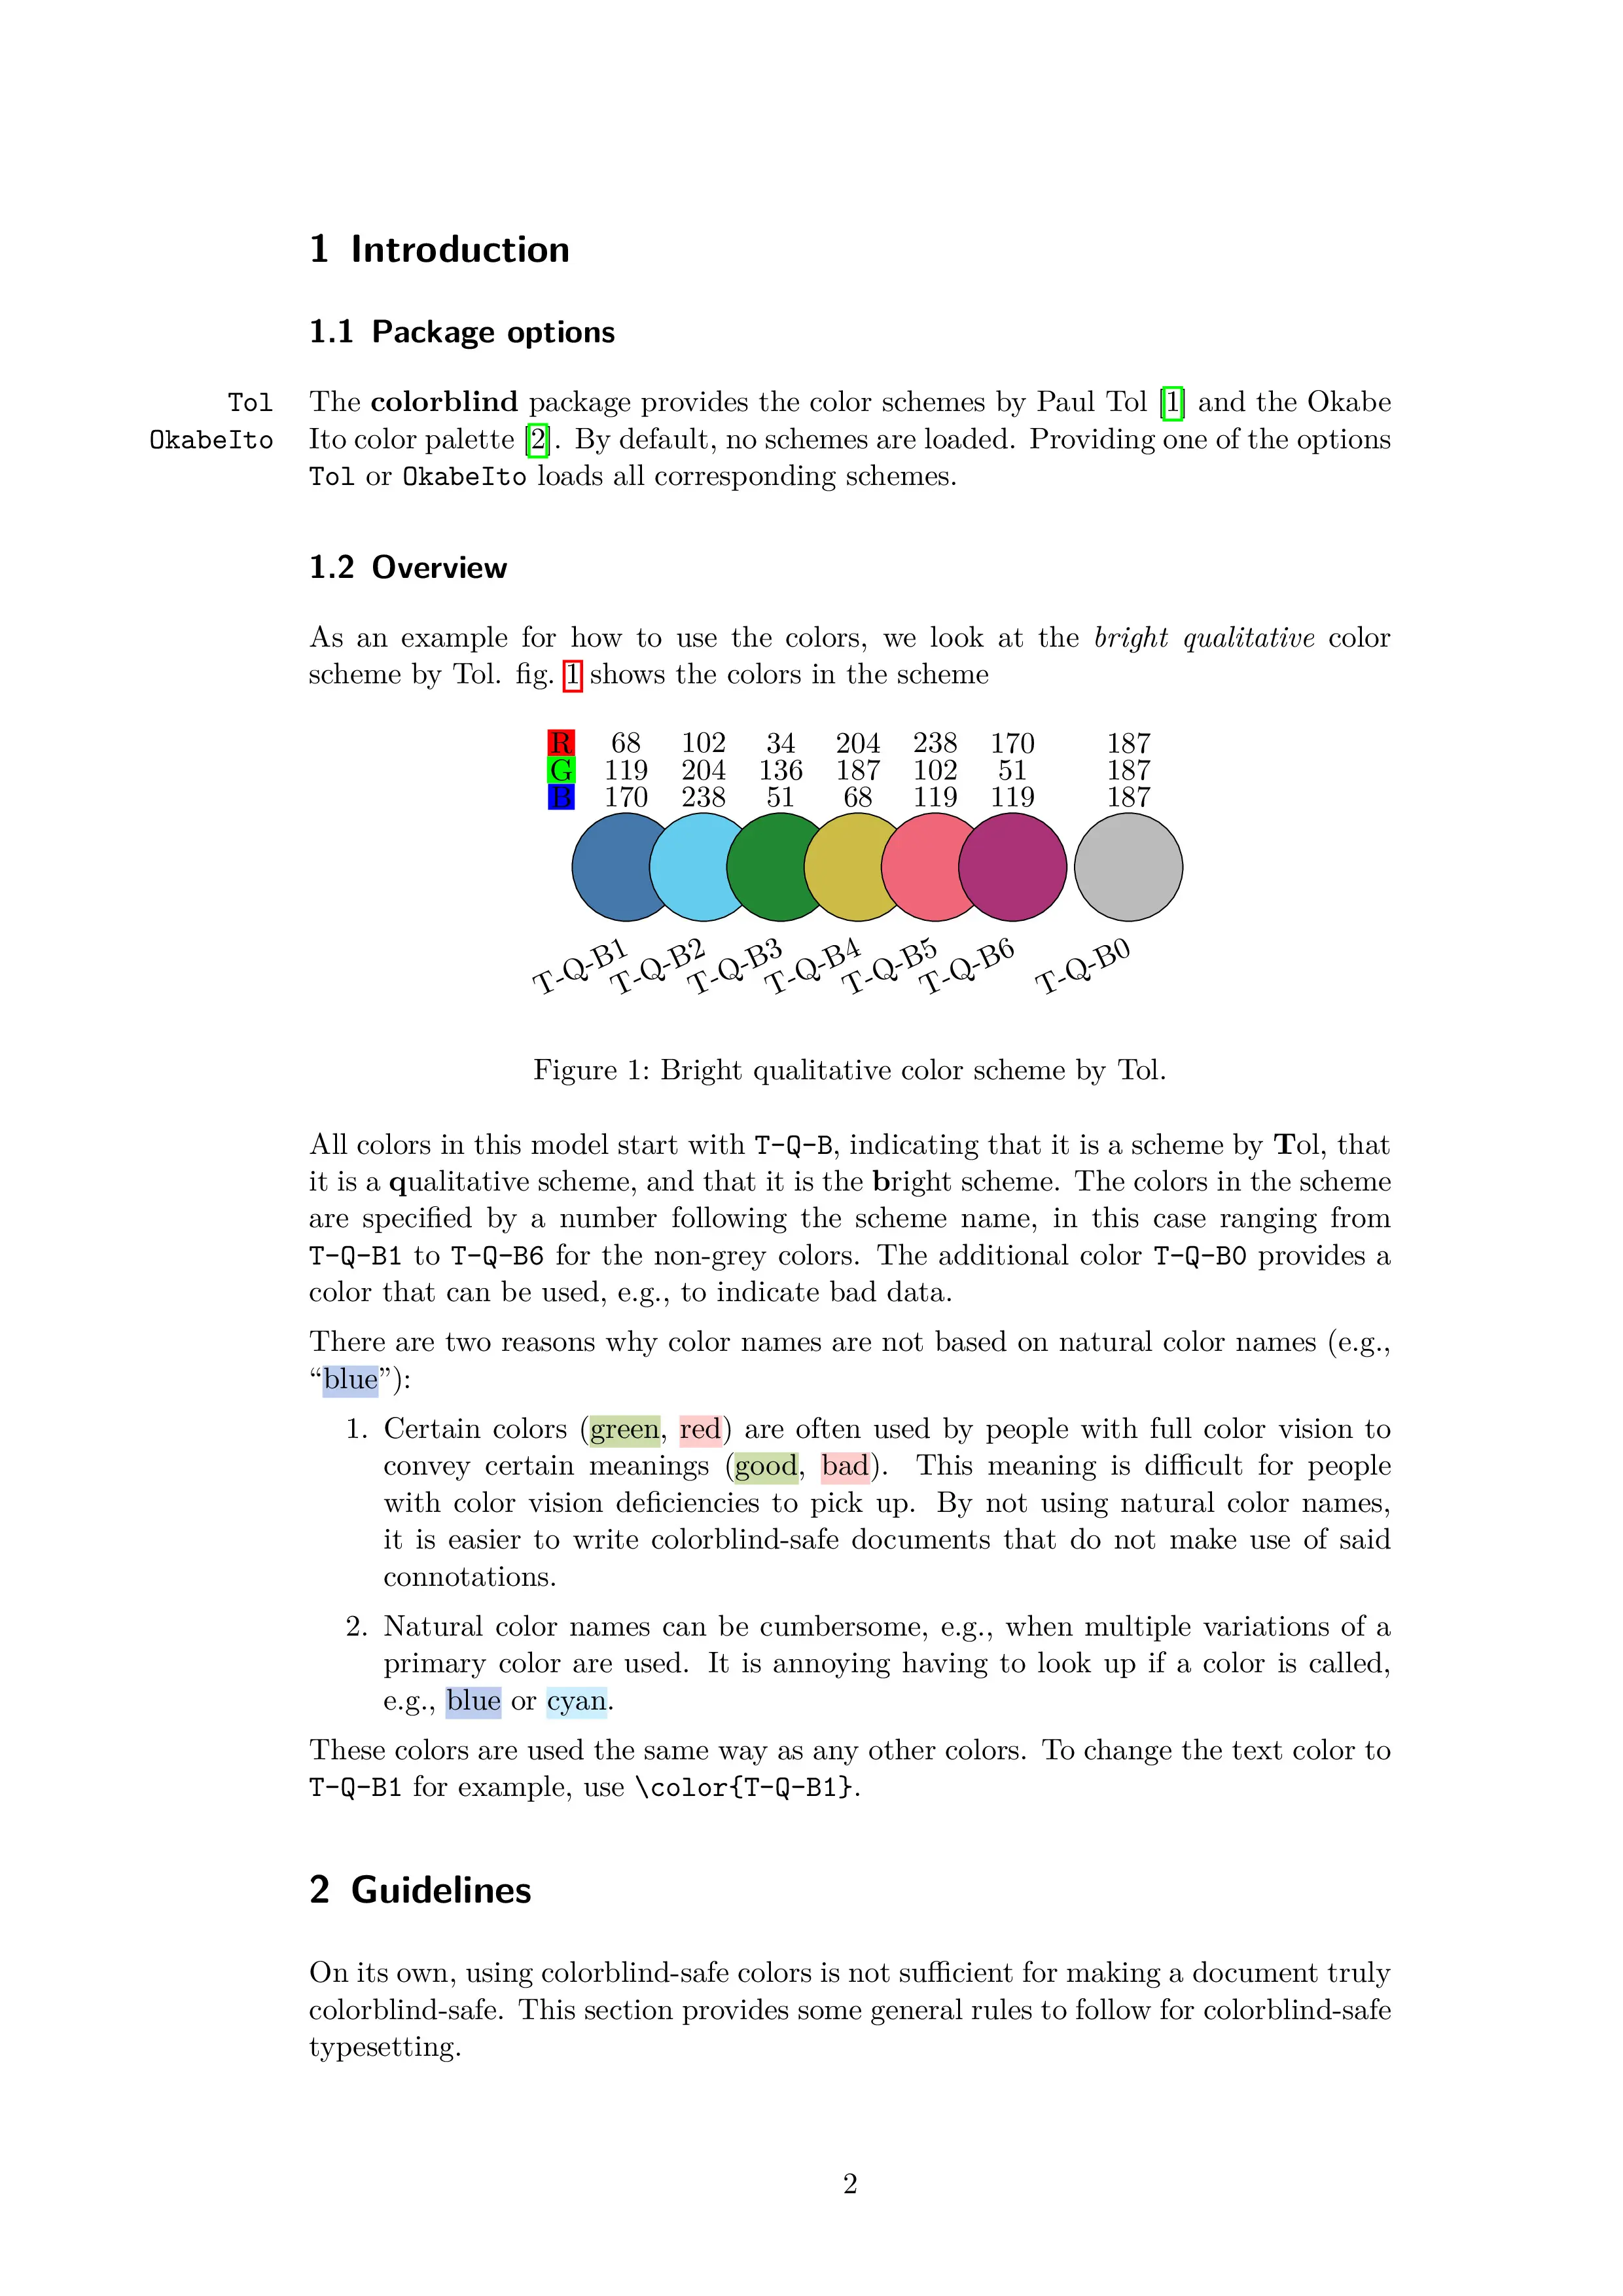 1 Introduction
1.1 Package options
Tol The colorblind package provides the color schemes by Paul Tol [1] and the Okabe
OkabeIto Ito color palette [2]. By default, no schemes are loaded. Providing one of the options
Tol or OkabeIto loads all corresponding schemes.
1.2 Overview
As an example for how to use the colors, we look at the bright qualitative color
scheme by Tol. fig. 1 shows the colors in the scheme
R 68 102 34 204 238 170 187
G 119 204 136 187 102 51 187
B 170 238 51 68 119 119 187
T-Q-B1 T-Q-B2 T-Q-B3 T-Q-B4 T-Q-B5 T-Q-B6 T-Q-B0
Figure 1: Bright qualitative color scheme by Tol.
All colors in this model start with T-Q-B, indicating that it is a scheme by Tol, that
it is a qualitative scheme, and that it is the bright scheme. The colors in the scheme
are specified by a number following the scheme name, in this case ranging from
T-Q-B1 to T-Q-B6 for the non-grey colors. The additional color T-Q-B0 provides a
color that can be used, e.g., to indicate bad data.
There are two reasons why color names are not based on natural color names (e.g.,
“blue”):
1. Certain colors (green, red) are often used by people with full color vision to
convey certain meanings (good, bad). This meaning is difficult for people
with color vision deficiencies to pick up. By not using natural color names,
it is easier to write colorblind-safe documents that do not make use of said
connotations.
2. Natural color names can be cumbersome, e.g., when multiple variations of a
primary color are used. It is annoying having to look up if a color is called,
e.g., blue or cyan.
These colors are used the same way as any other colors. To change the text color to
T-Q-B1 for example, use \color{T-Q-B1}.
2 Guidelines
On its own, using colorblind-safe colors is not sufficient for making a document truly
colorblind-safe. This section provides some general rules to follow for colorblind-safe
typesetting.
2